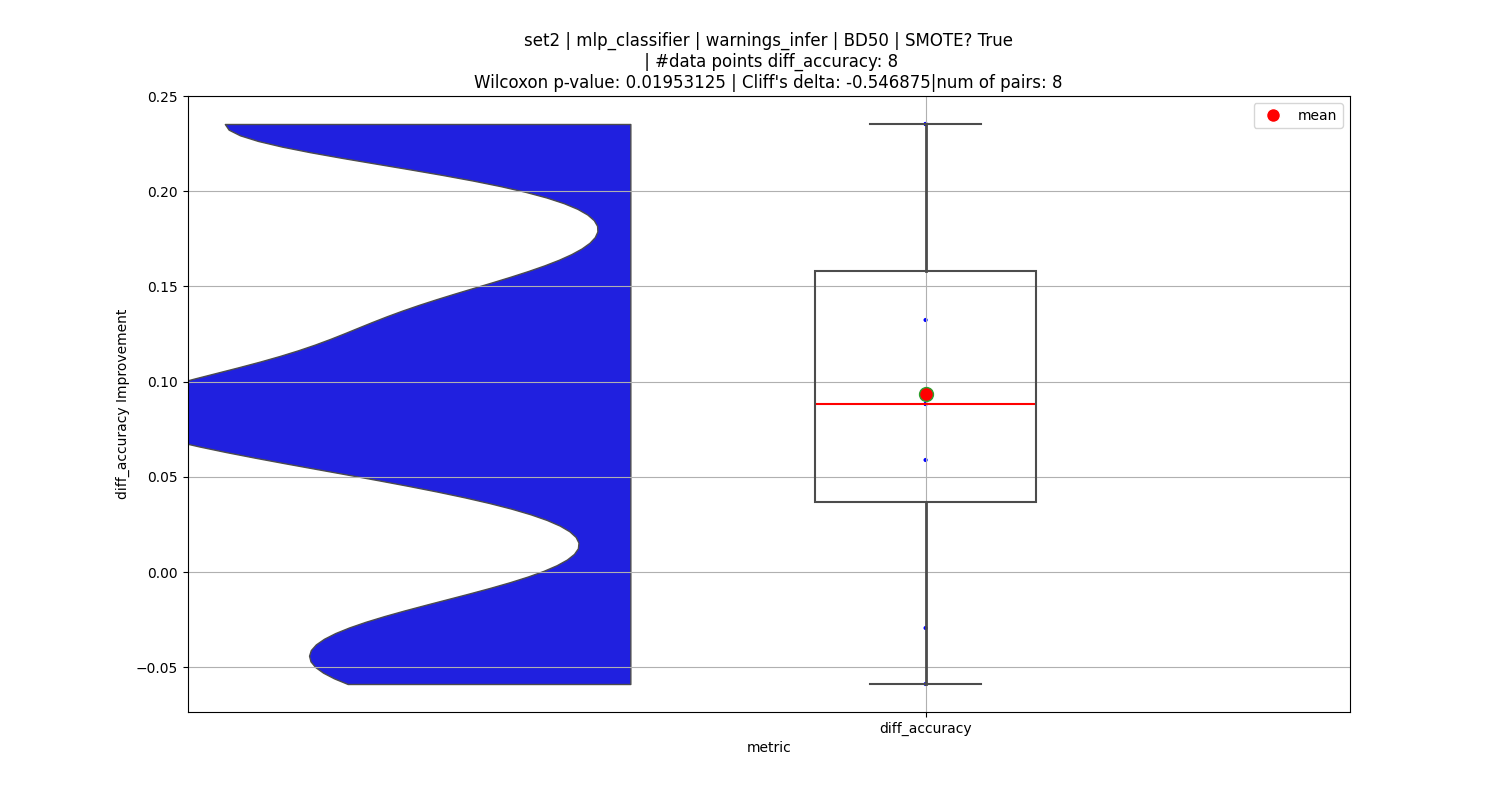 set2 | mlp_classifier | warnings_infer | BD50 | SMOTE? True
| #data points diff_accuracy: 8
Wilcoxon p-value: 0.01953125 | Cliff's delta: -0.546875|num of pairs: 8
mean
0.25
0.20
0.15
0.10
0.05
0.00
−0.05
diff_accuracy Improvement
diff_accuracy
metric